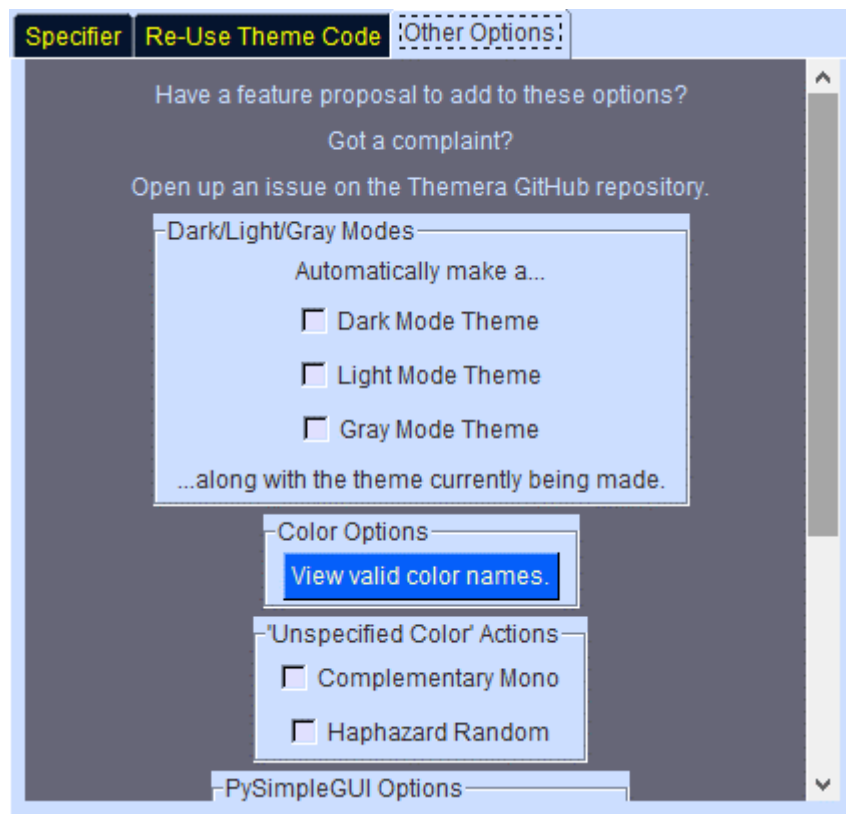 Specifier Re-Use Theme Code Other Options
Have a feature proposal to add to these options?
Got a complaint?
Open up an issue on the Themera GitHub repository.
Dark/Light/Gray Modes
Automatically make a...
Dark Mode Theme
Light Mode Theme
Gray Mode Theme
...along with the theme currently being made.
Color Options
View valid color names.
'Unspecified Color' Actions
Complementary Mono
Haphazard Random
PySimpleGUI Options